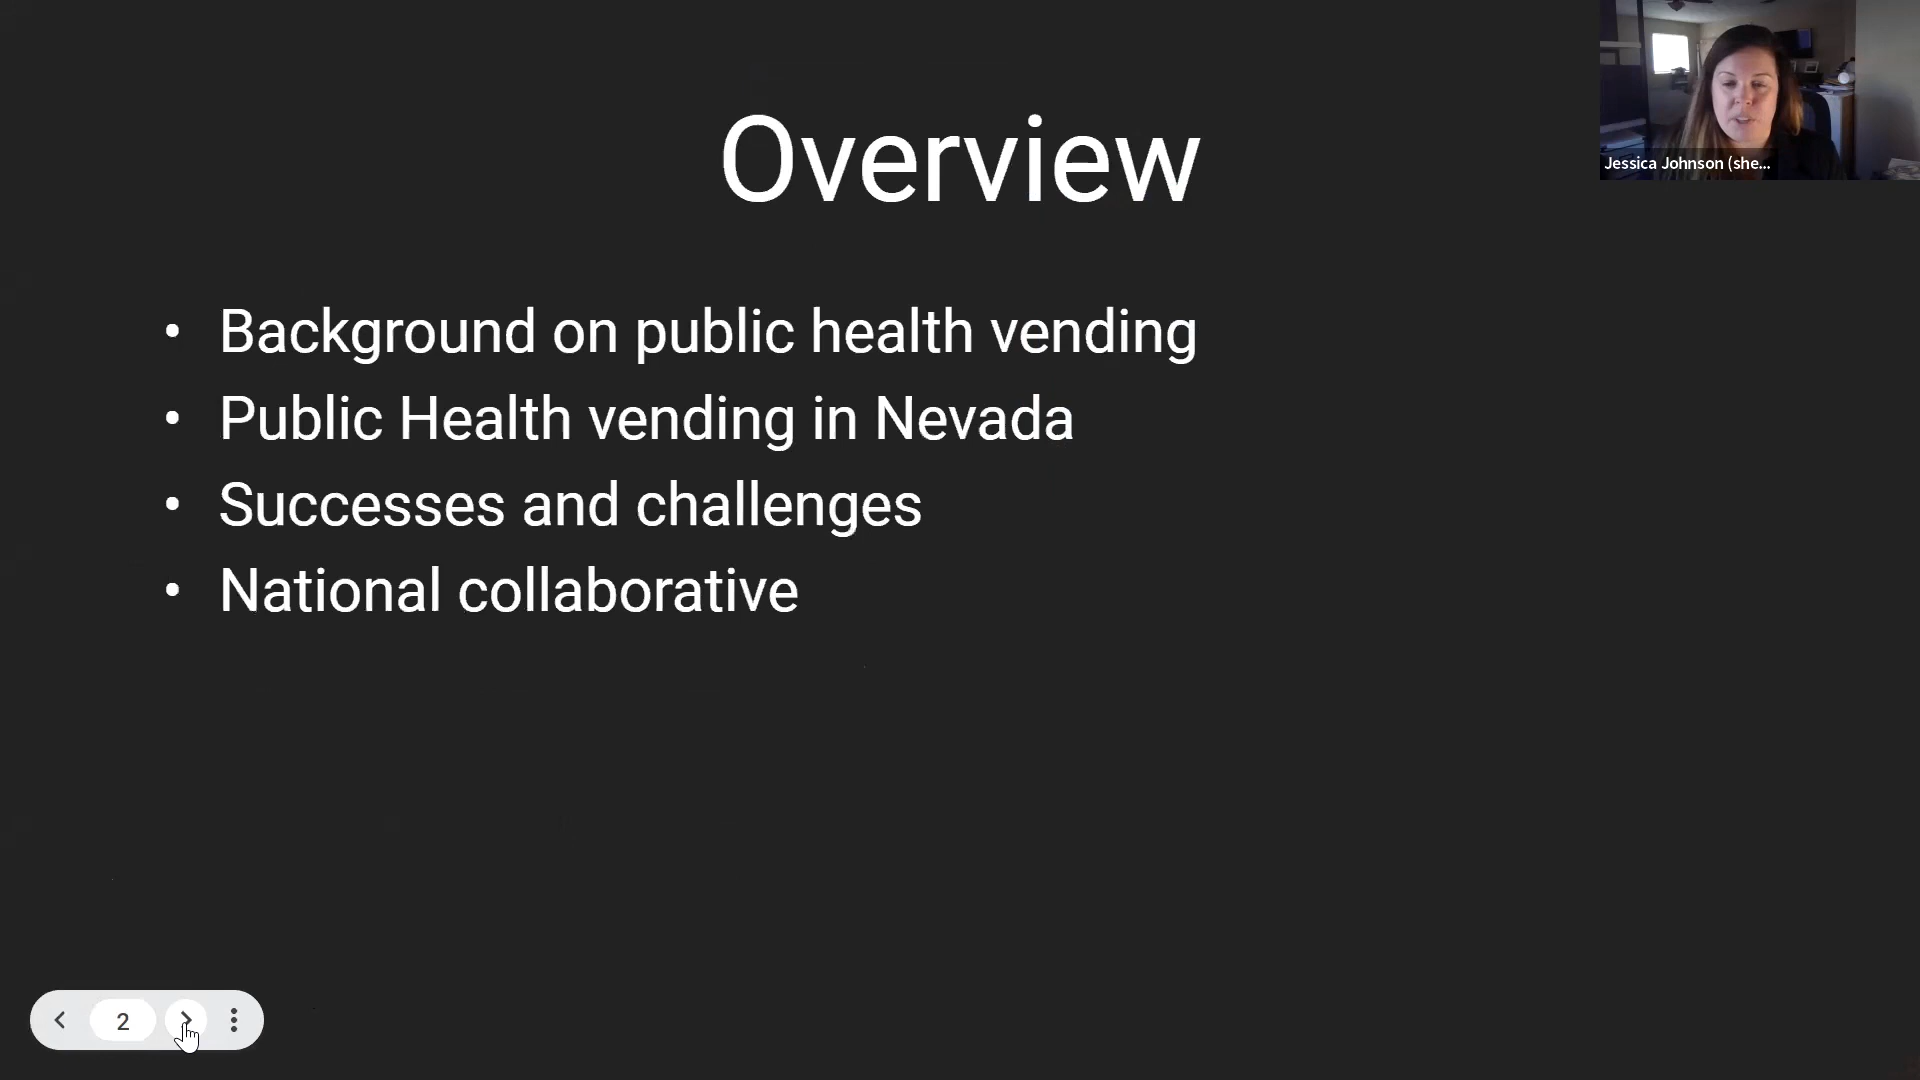 Overview
Jessica Johnson (she...
• Background on public health vending
• Public Health vending in Nevada
• Successes and challenges
• National collaborative
2